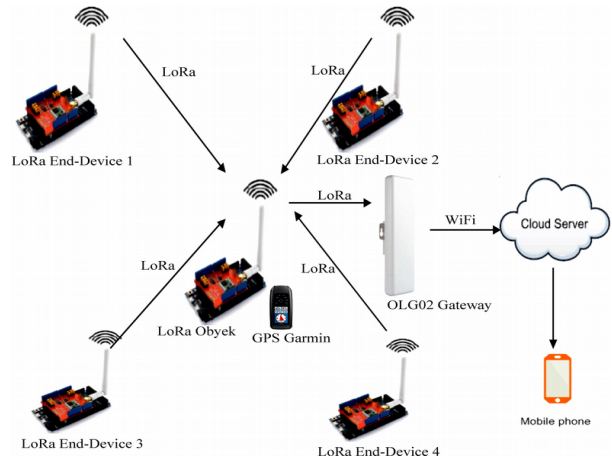 LoRa
LoRa
LoRa End-Device 1
LoRa End-Device 2
LoRa
WiFi
Cloud Server
LoRa
LoRa
OLG02 Gateway
LoRa Obyek
GPS Garmin
Mobile phone
LoRa End-Device 3
LoRa End-Device 4